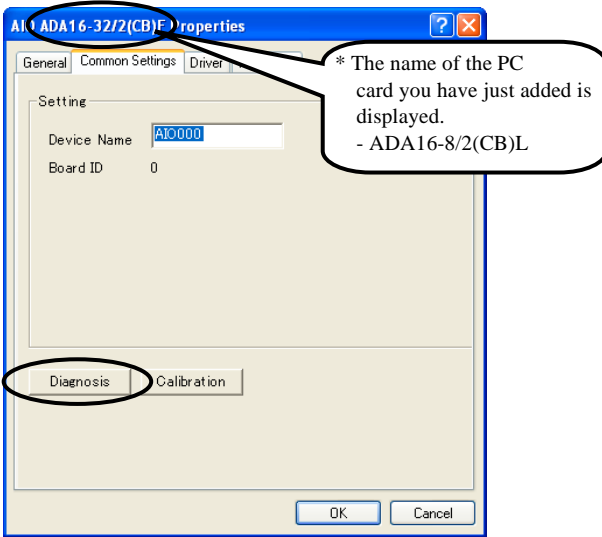 AIO ADA16-32/2(CB)F Properties
General Common Settings Driver
* The name of the PC
card you have just added is
displayed.
- ADA16-8/2(CB)L
Setting
Device Name AIO000
Board ID 0
Diagnosis Calibration
OK Cancel